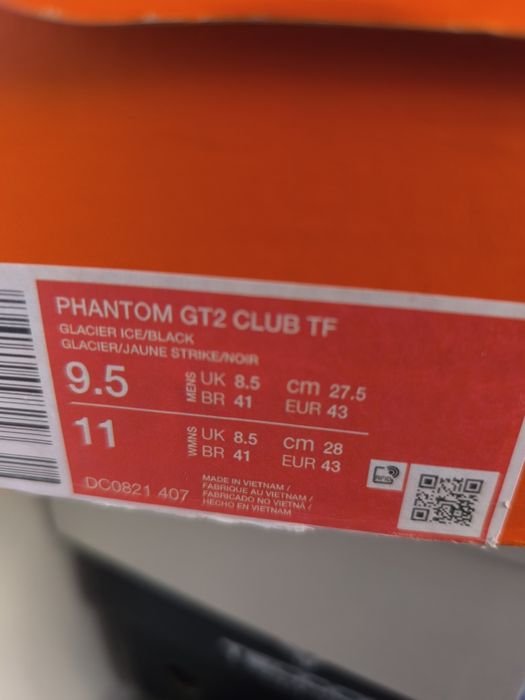 PHANTOM GT2 CLUB TF
GLACIER ICE/BLACK
GLACIER/JAUNE STRIKE/NOIR
9.5 MENS UK 8.5 cm 27.5
BR 41 EUR 43
11 WMNS UK 8.5 cm 28
BR 41 EUR 43
DC0821 407
MADE IN VIETNAM /
FABRIQUE AU VIETNAM /
FABRICADO NO VIETNÃ /
HECHO EN VIETNAM